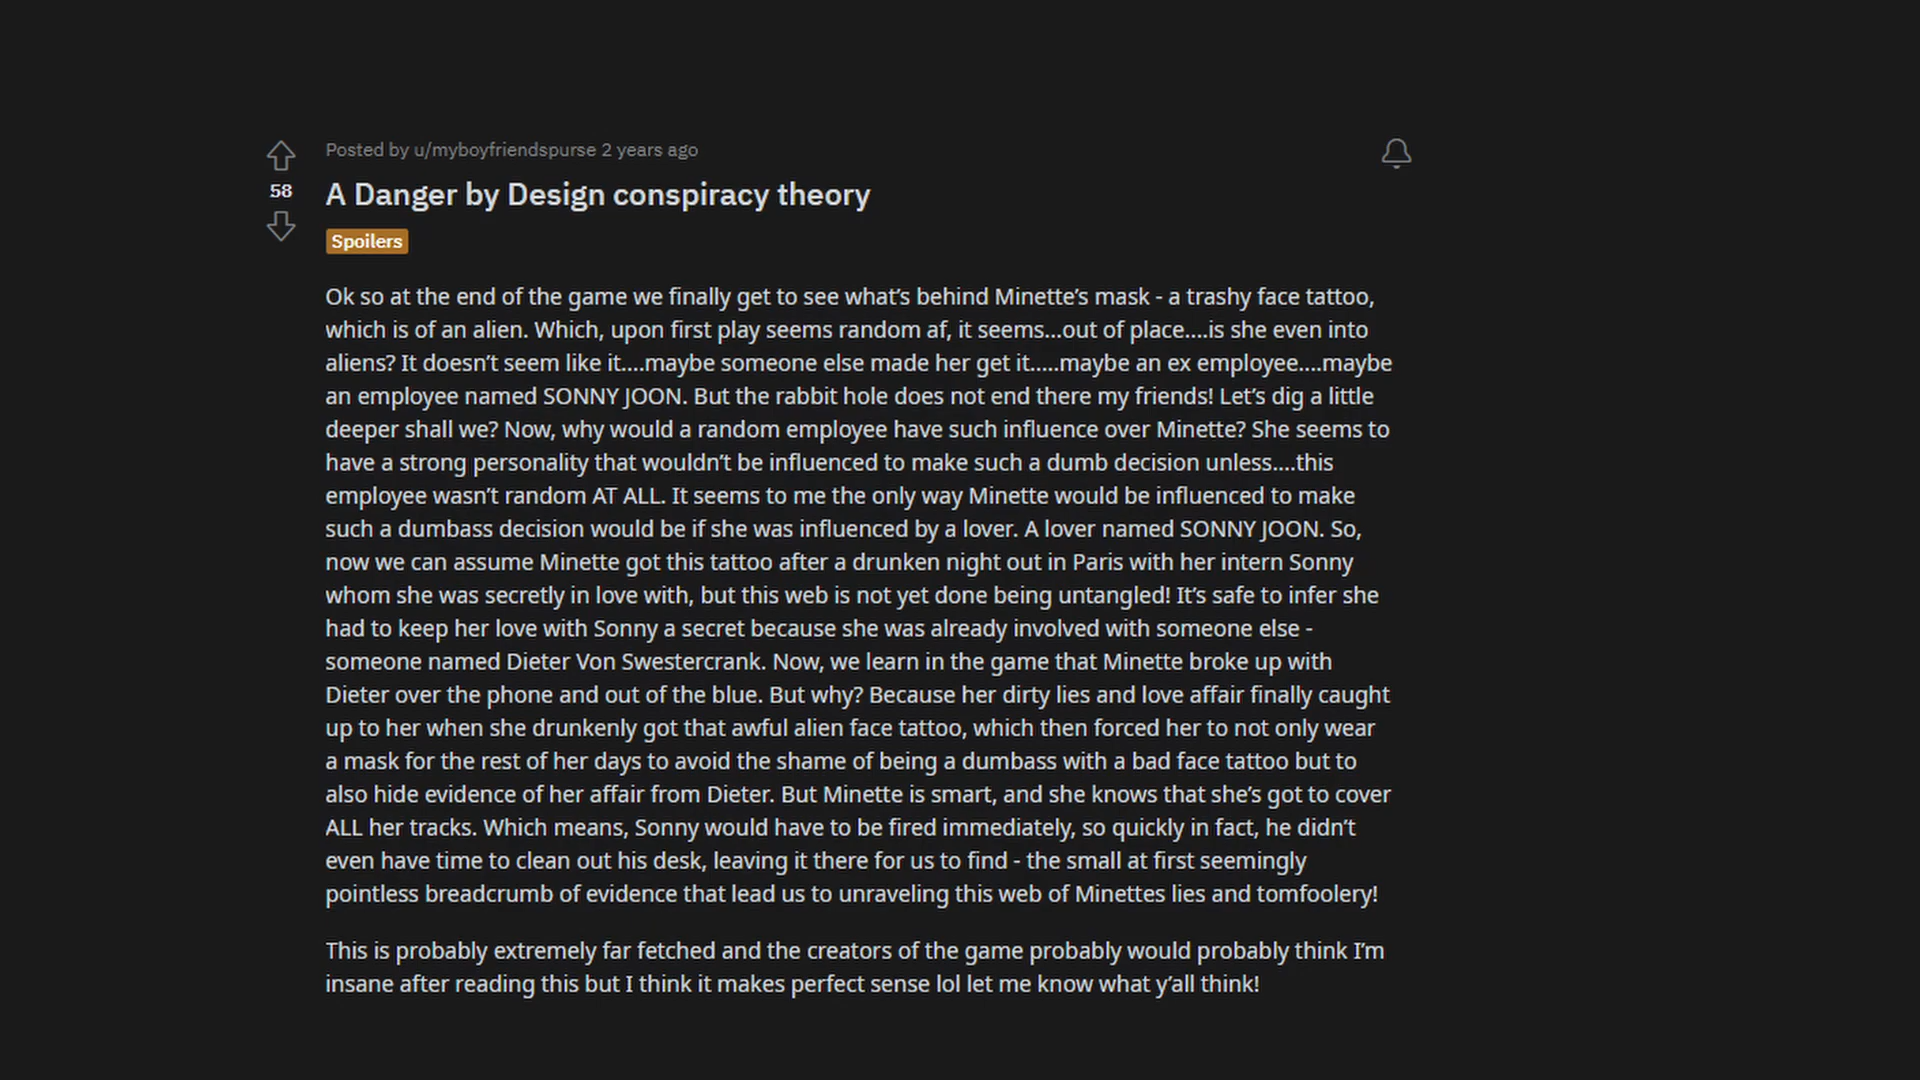 Posted by u/myboyfriendspurse 2 years ago
58
A Danger by Design conspiracy theory
Spoilers
Ok so at the end of the game we finally get to see what’s behind Minette’s mask - a trashy face tattoo,
which is of an alien. Which, upon first play seems random af, it seems...out of place....is she even into
aliens? It doesn’t seem like it....maybe someone else made her get it.....maybe an ex employee....maybe
an employee named SONNY JOON. But the rabbit hole does not end there my friends! Let’s dig a little
deeper shall we? Now, why would a random employee have such influence over Minette? She seems to
have a strong personality that wouldn’t be influenced to make such a dumb decision unless....this
employee wasn’t random AT ALL. It seems to me the only way Minette would be influenced to make
such a dumbass decision would be if she was influenced by a lover. A lover named SONNY JOON. So,
now we can assume Minette got this tattoo after a drunken night out in Paris with her intern Sonny
whom she was secretly in love with, but this web is not yet done being untangled! It’s safe to infer she
had to keep her love with Sonny a secret because she was already involved with someone else -
someone named Dieter Von Swestercrank. Now, we learn in the game that Minette broke up with
Dieter over the phone and out of the blue. But why? Because her dirty lies and love affair finally caught
up to her when she drunkenly got that awful alien face tattoo, which then forced her to not only wear
a mask for the rest of her days to avoid the shame of being a dumbass with a bad face tattoo but to
also hide evidence of her affair from Dieter. But Minette is smart, and she knows that she’s got to cover
ALL her tracks. Which means, Sonny would have to be fired immediately, so quickly in fact, he didn’t
even have time to clean out his desk, leaving it there for us to find - the small at first seemingly
pointless breadcrumb of evidence that lead us to unraveling this web of Minettes lies and tomfoolery!
This is probably extremely far fetched and the creators of the game probably would probably think I’m
insane after reading this but I think it makes perfect sense lol let me know what y’all think!